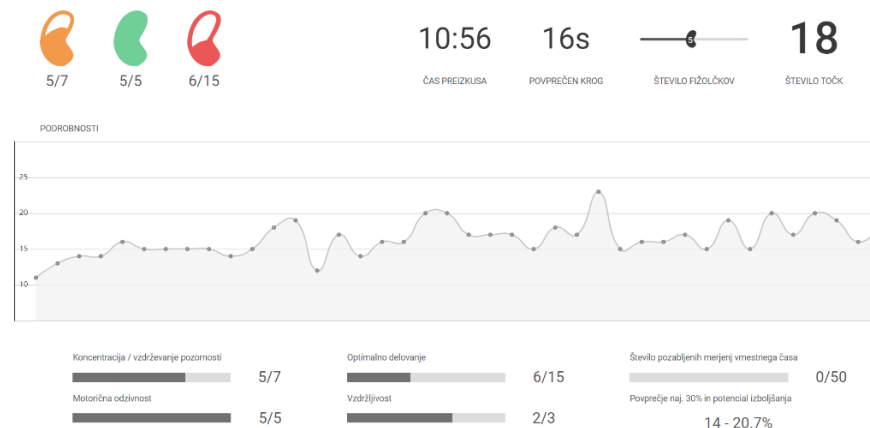 5/7 5/5 6/15
10:56 16s 5 18
ČAS PREIZKUSA POVPREČEN KROG ŠTEVILO FIŽOLČKOV ŠTEVILO TOČK
PODROBNOSTI
25
20
15
10
Koncentracija / vzdrževanje pozornosti
5/7
Motorična odzivnost
5/5
Optimalno delovanje
6/15
Vzdržljivost
2/3
Število pozabljenih merjenj vmestnega časa
0/50
Povprečje naj. 30% in potencial izboljšanja
14 - 20.7%